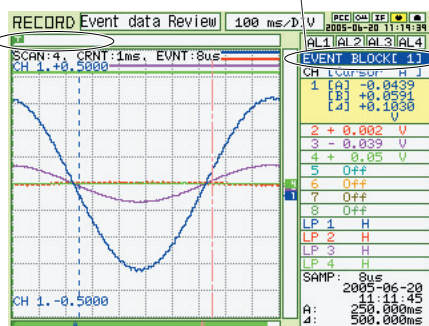 RECORD Event data Review 100 ms/DIV
2005-06-20 11:19:39
T
AL1 AL2 AL3 AL4
SCAN:4, CRNT:1ms, EVNT:8us
CH 1.+0.5000
EVENT BLOCK[ 1]
CH [Cursor A ]
1 [A] -0.0439
[B] +0.0591
[Δ] +0.1030
V
2 + 0.002 V
3 - 0.039 V
4 + 0.05 V
5 Off
6 Off
7 Off
8 Off
LP 1 H
LP 2 H
LP 3 H
LP 4 H
SAMP: 8us
2005-06-20
11:11:45
A: 250.000ms
Δ: 500.000ms
CH 1.-0.5000